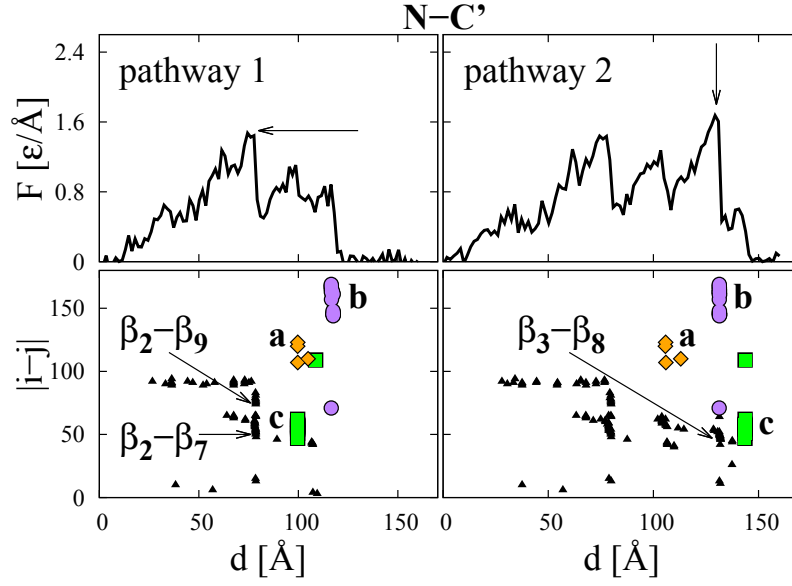 N−C'
F [ε/Å]
2.4
1.6
0.8
0
pathway 1
pathway 2
|i−j|
150
100
50
0
a
b
c
β2−β9
β2−β7
a
b
c
β3−β8
0 50 100 150
0 50 100 150
d [Å]
d [Å]